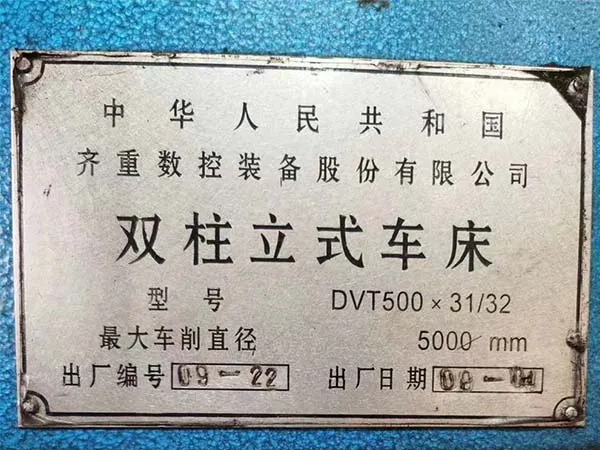 中华人民共和国
齐重数控装备股份有限公司
双柱立式车床
型号 DVT500×31/32
最大车削直径 5000 mm
出厂编号 09-22 出厂日期